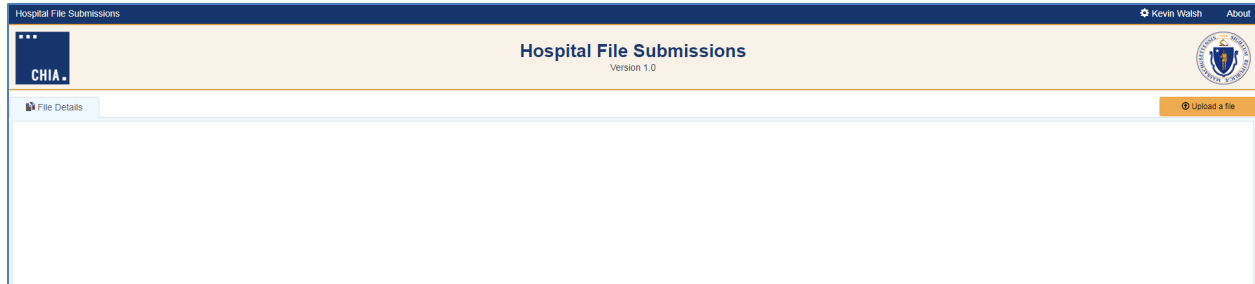 Hospital File Submissions
Kevin Walsh
About
CHIA.
Hospital File Submissions
Version 1.0
File Details
Upload a file